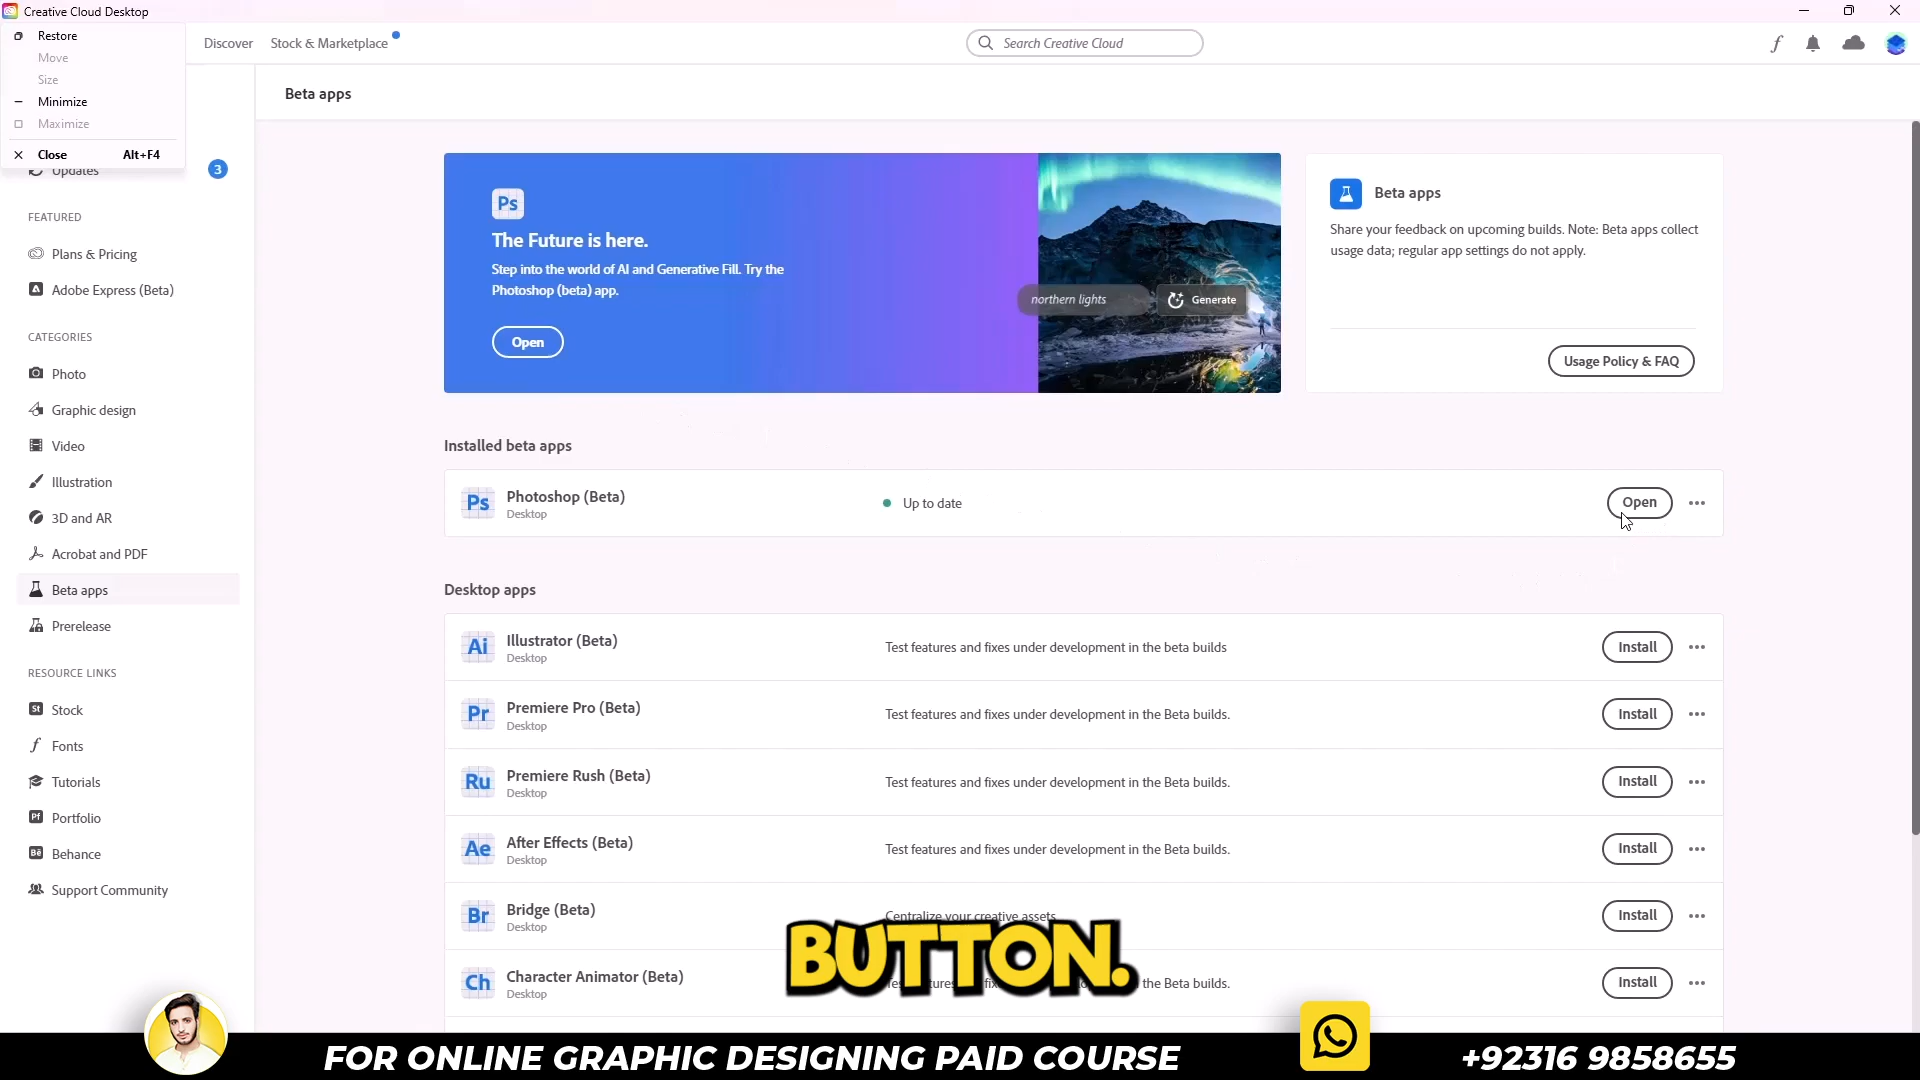 Creative Cloud Desktop
Restore
Move
Size
Minimize
Maximize
Close Alt+F4
Discover
Stock & Marketplace
Search Creative Cloud
Beta apps
Updates
3
FEATURED
Plans & Pricing
Adobe Express (Beta)
CATEGORIES
Photo
Graphic design
Video
Illustration
3D and AR
Acrobat and PDF
Beta apps
Prerelease
RESOURCE LINKS
Stock
Fonts
Tutorials
Portfolio
Behance
Support Community
Ps
The Future is here.
Step into the world of AI and Generative Fill. Try the
Photoshop (beta) app.
Open
northern lights
Generate
Beta apps
Share your feedback on upcoming builds. Note: Beta apps collect
usage data; regular app settings do not apply.
Usage Policy & FAQ
Installed beta apps
Ps
Photoshop (Beta)
Desktop
Up to date
Open
Desktop apps
Ai
Illustrator (Beta)
Desktop
Test features and fixes under development in the beta builds
Install
Pr
Premiere Pro (Beta)
Desktop
Test features and fixes under development in the Beta builds.
Install
Ru
Premiere Rush (Beta)
Desktop
Test features and fixes under development in the Beta builds.
Install
Ae
After Effects (Beta)
Desktop
Test features and fixes under development in the Beta builds.
Install
Br
Bridge (Beta)
Desktop
Centralize your creative assets
Install
Ch
Character Animator (Beta)
Desktop
the Beta builds.
Install
BUTTON.
FOR ONLINE GRAPHIC DESIGNING PAID COURSE
+92316 9858655